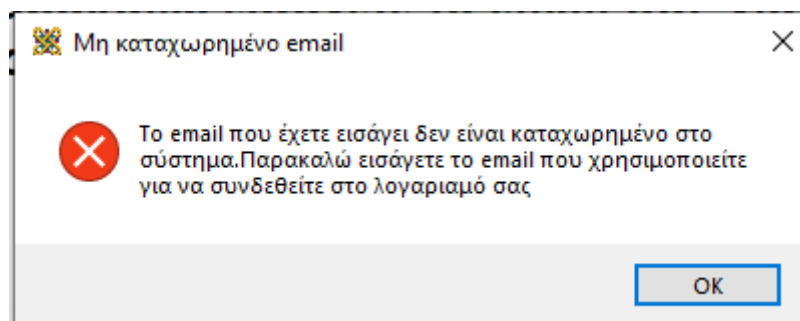 Μη καταχωρημένο email
Το email που έχετε εισάγει δεν είναι καταχωρημένο στο
σύστημα.Παρακαλώ εισάγετε το email που χρησιμοποιείτε
για να συνδεθείτε στο λογαριαμό σας
OK